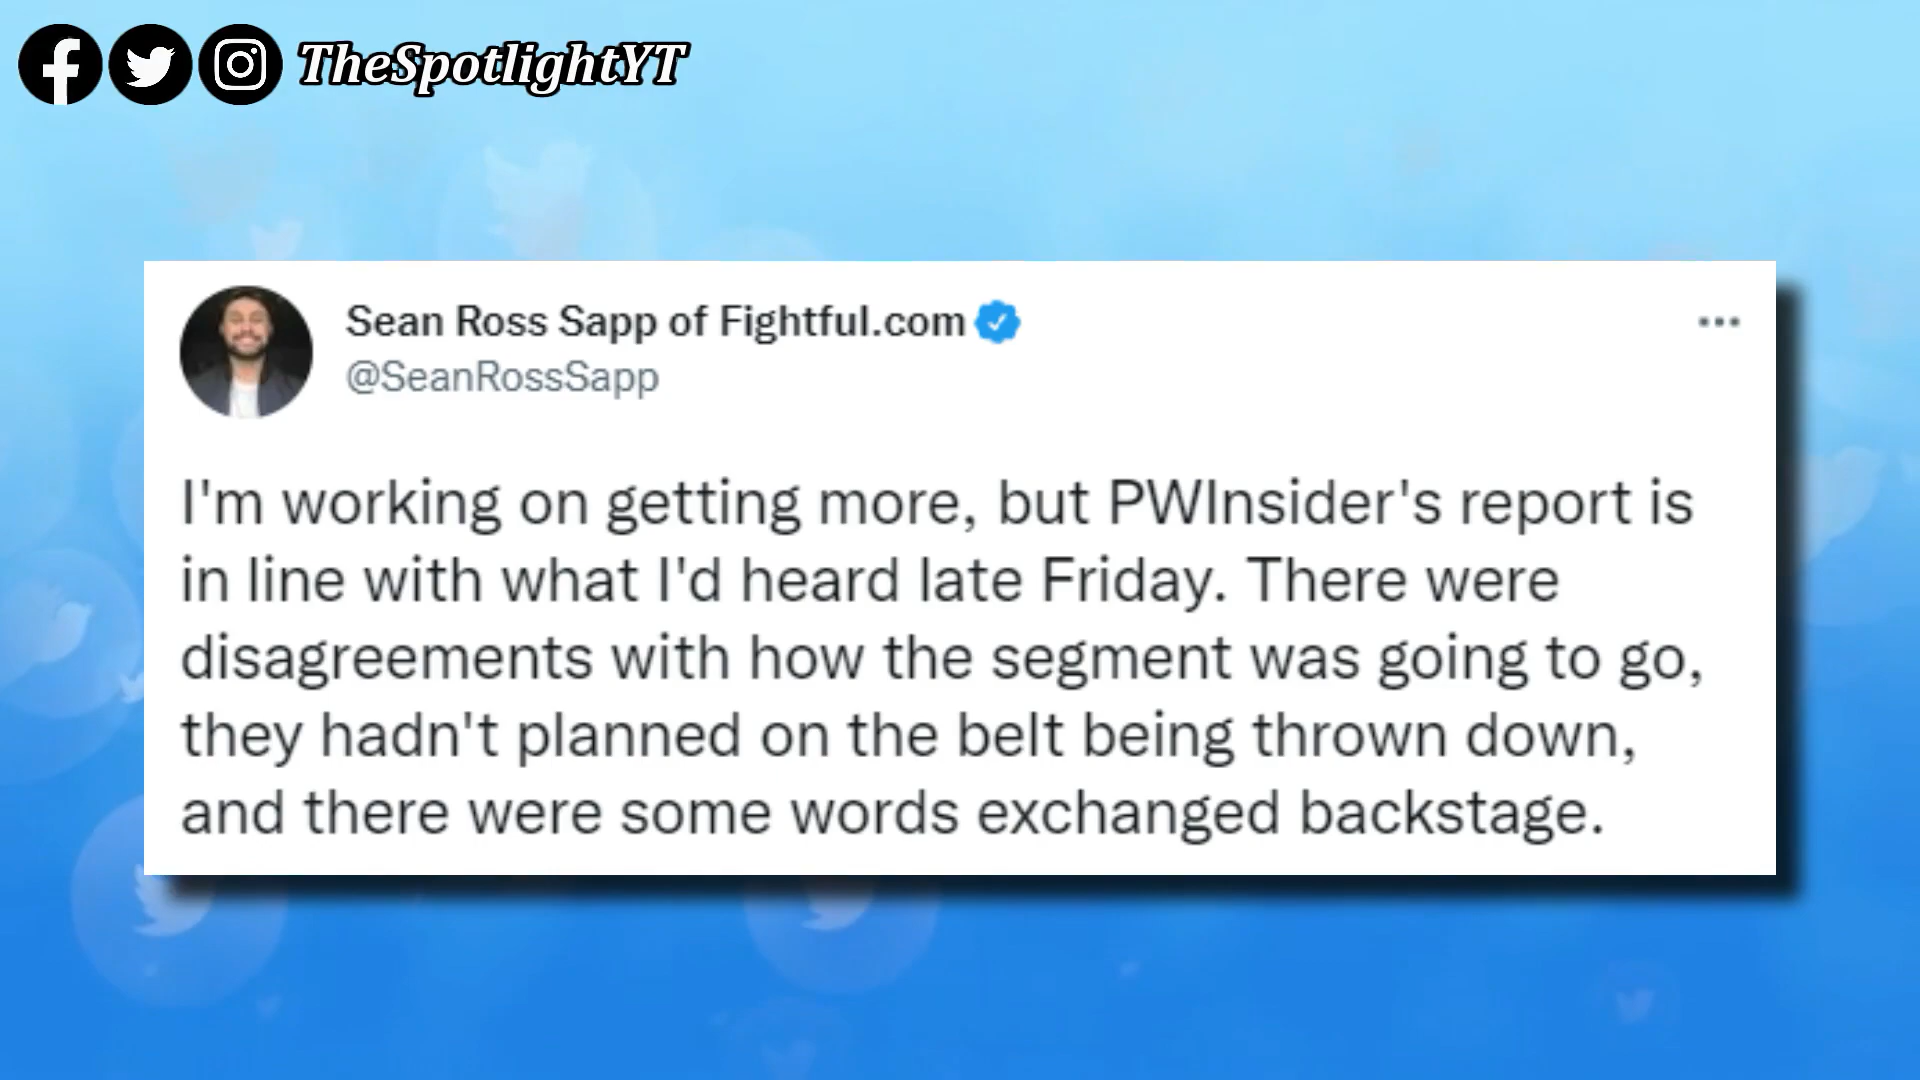 TheSpotlightYT
Sean Ross Sapp of Fightful.com
@SeanRossSapp
I'm working on getting more, but PWInsider's report is
in line with what I'd heard late Friday. There were
disagreements with how the segment was going to go,
they hadn't planned on the belt being thrown down,
and there were some words exchanged backstage.